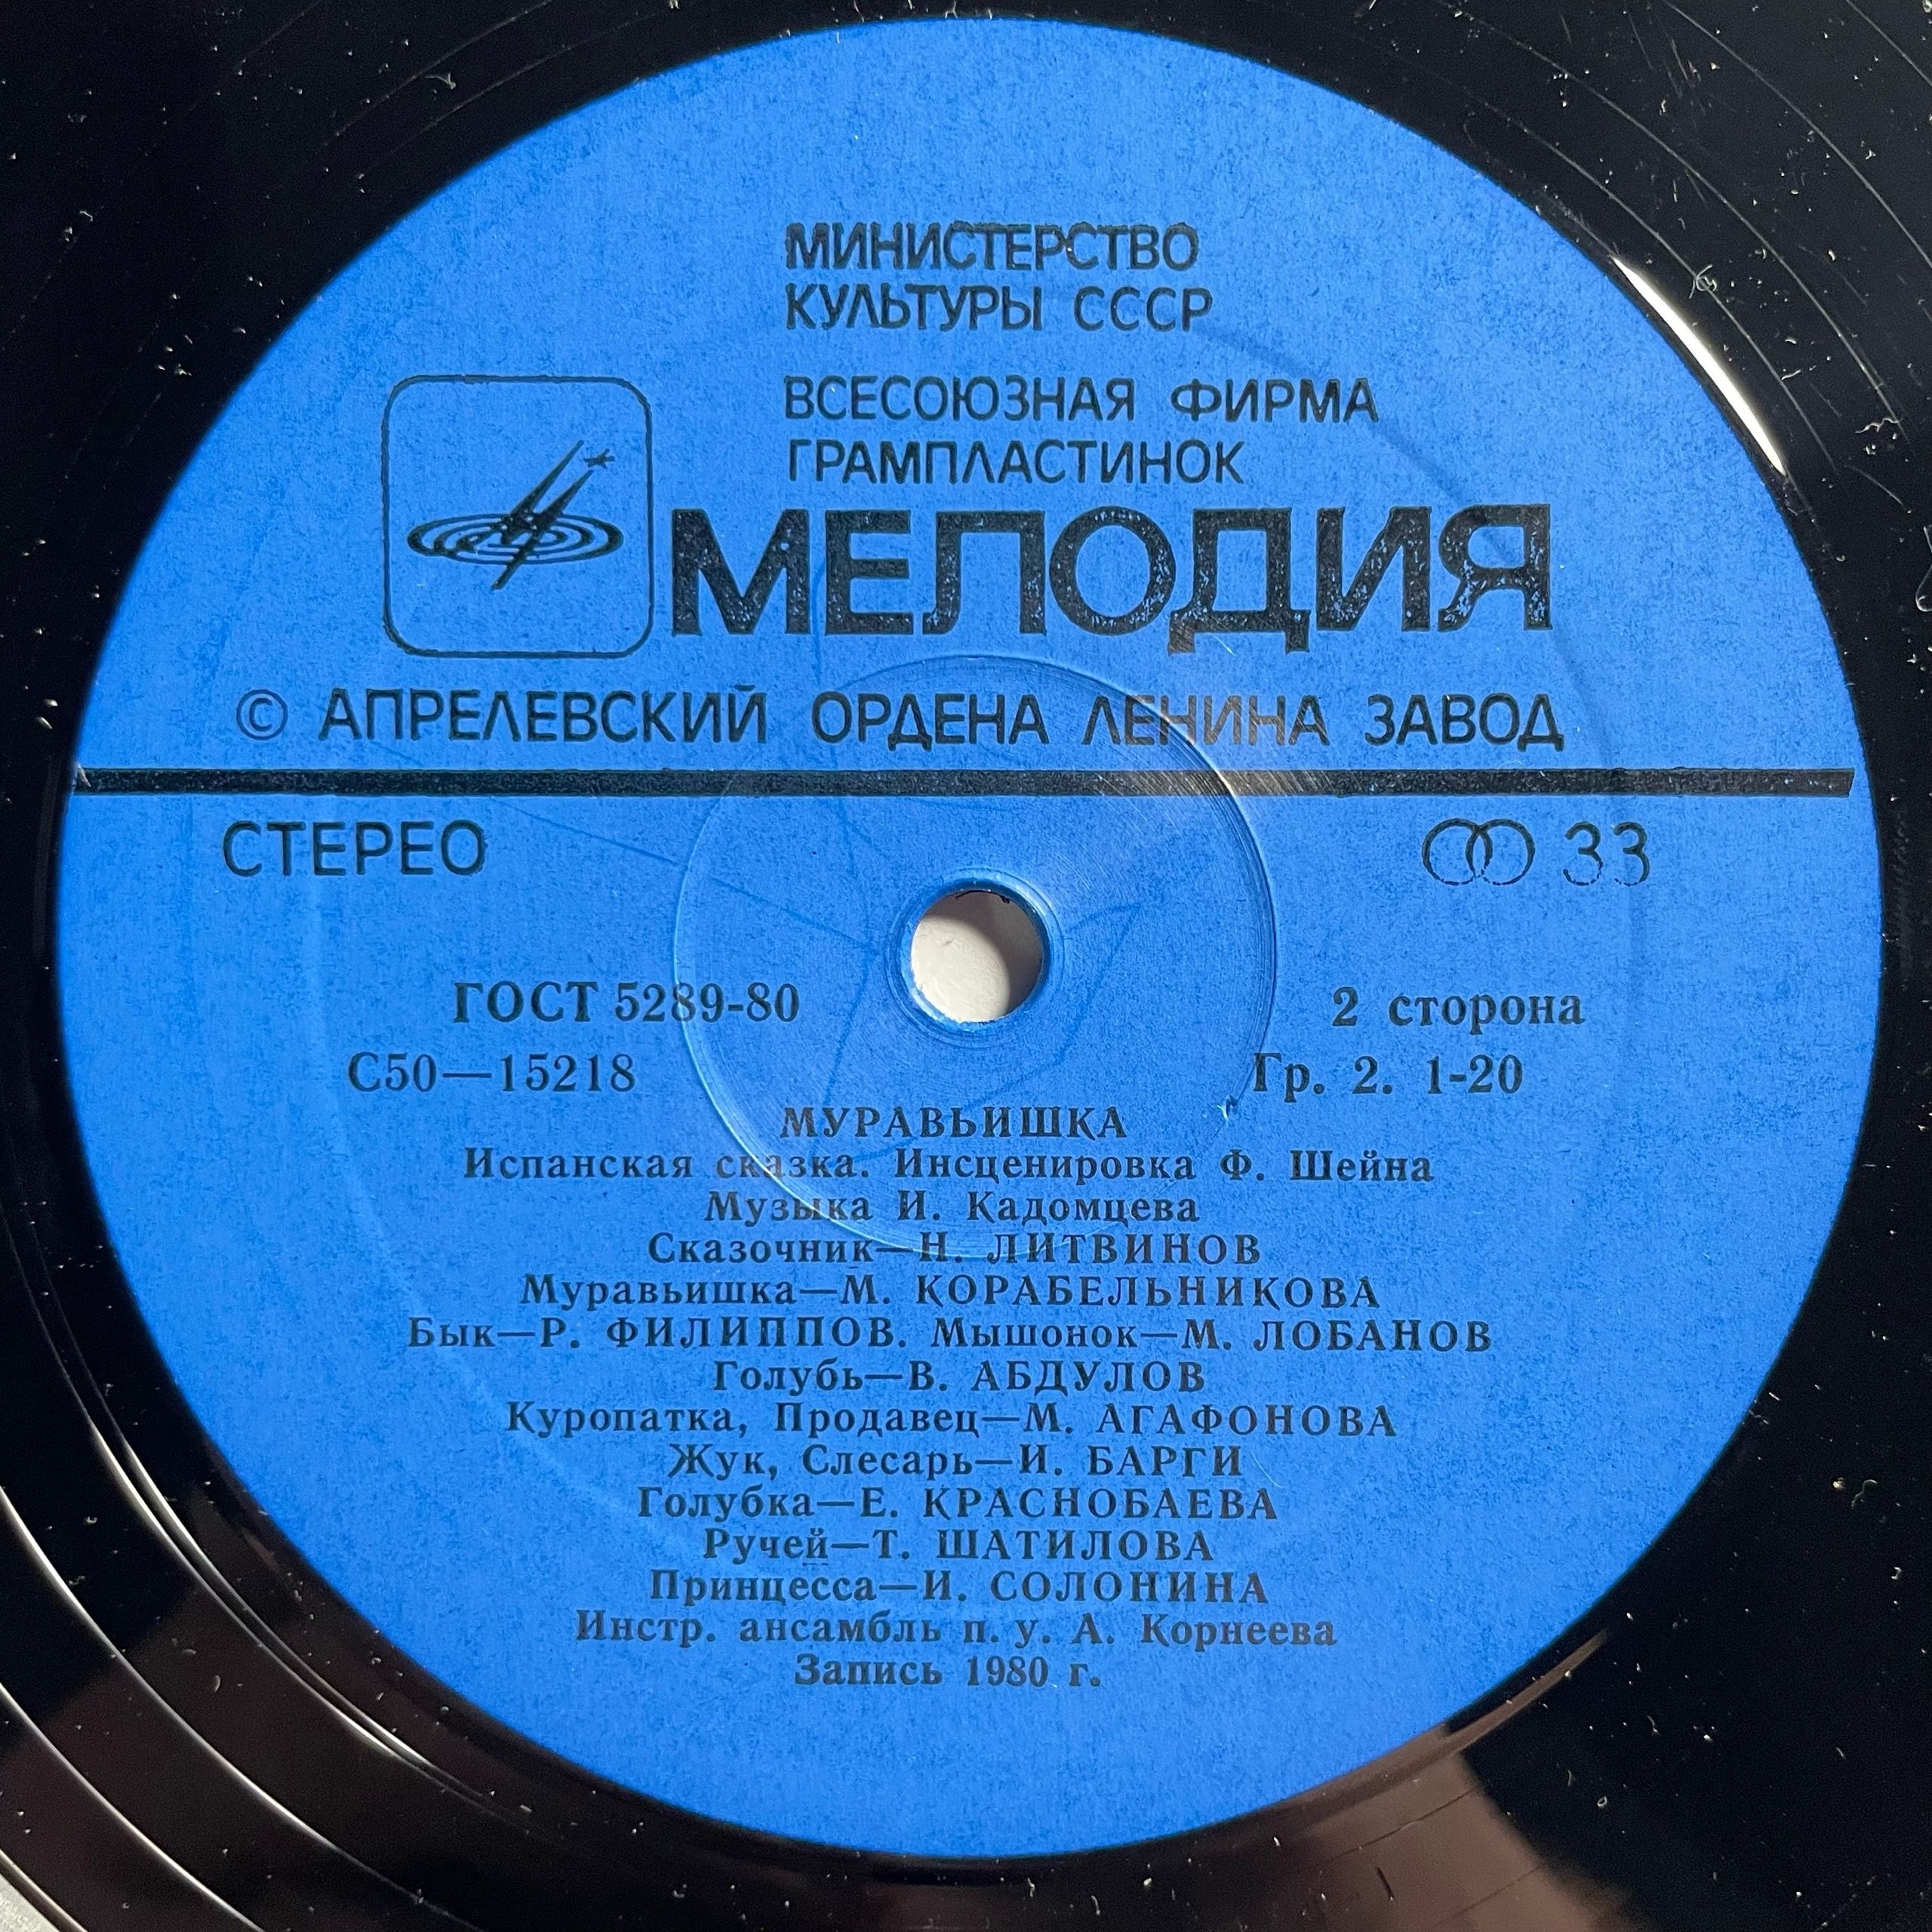 МИНИСТЕРСТВО
КУЛЬТУРЫ СССР
ВСЕСОЮЗНАЯ ФИРМА
ГРАМПЛАСТИНОК
МЕЛОДИЯ
© АПРЕЛЕВСКИЙ ОРДЕНА ЛЕНИНА ЗАВОД
СТЕРЕО 33
ГОСТ 5289-80 2 сторона
С50—15218 Гр. 2. 1-20
МУРАВЬИШКА
Испанская сказка. Инсценировка Ф. Шейна
Музыка И. Кадомцева
Сказочник—Н. ЛИТВИНОВ
Муравьишка—М. КОРАБЕЛЬНИКОВА
Бык—Р. ФИЛИППОВ. Мышонок—М. ЛОБАНОВ
Голубь—В. АБДУЛОВ
Куропатка, Продавец—М. АГАФОНОВА
Жук, Слесарь—И. БАРГИ
Голубка—Е. КРАСНОБАЕВА
Ручей—Т. ШАТИЛОВА
Принцесса—И. СОЛОНИНА
Инстр. ансамбль п. у. А. Корнеева
Запись 1980 г.